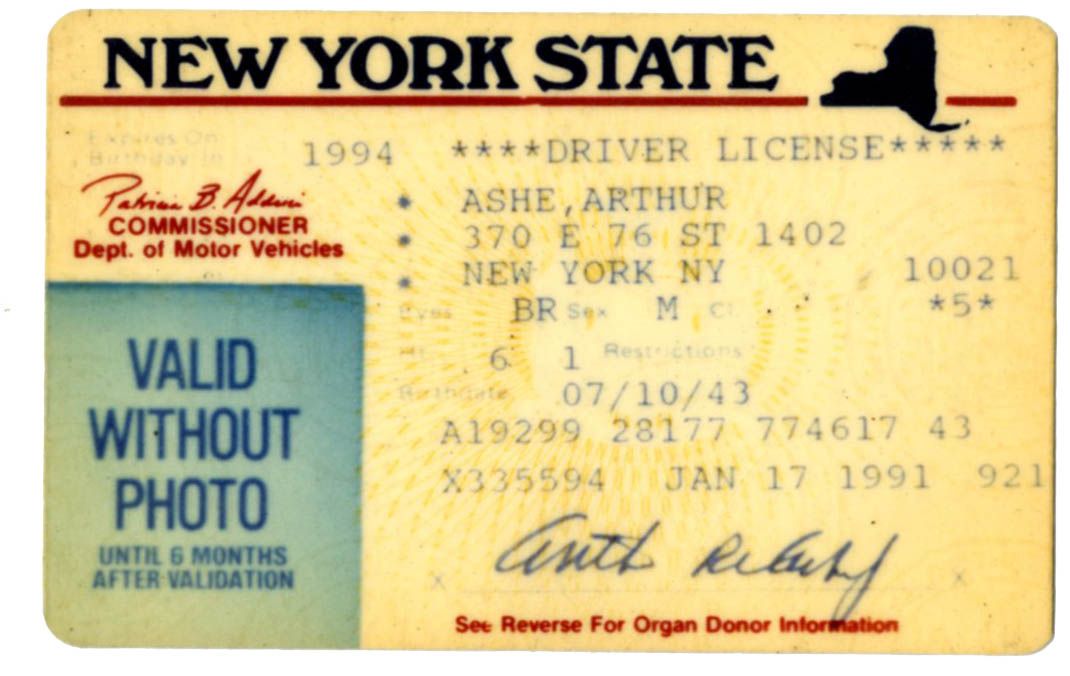 NEW YORK STATE
Expires On
Birthday In
1994 ****DRIVER LICENSE*****
Patricia B. Adduci
COMMISSIONER
Dept. of Motor Vehicles
* ASHE,ARTHUR
* 370 E 76 ST 1402
* NEW YORK NY 10021
Eyes BR Sex M Cl *5*
Ht 6 1 Restrictions
Birthdate 07/10/43
A19299 28177 774617 43
X335594 JAN 17 1991 921
VALID
WITHOUT
PHOTO
UNTIL 6 MONTHS
AFTER VALIDATION
X X
See Reverse For Organ Donor Information